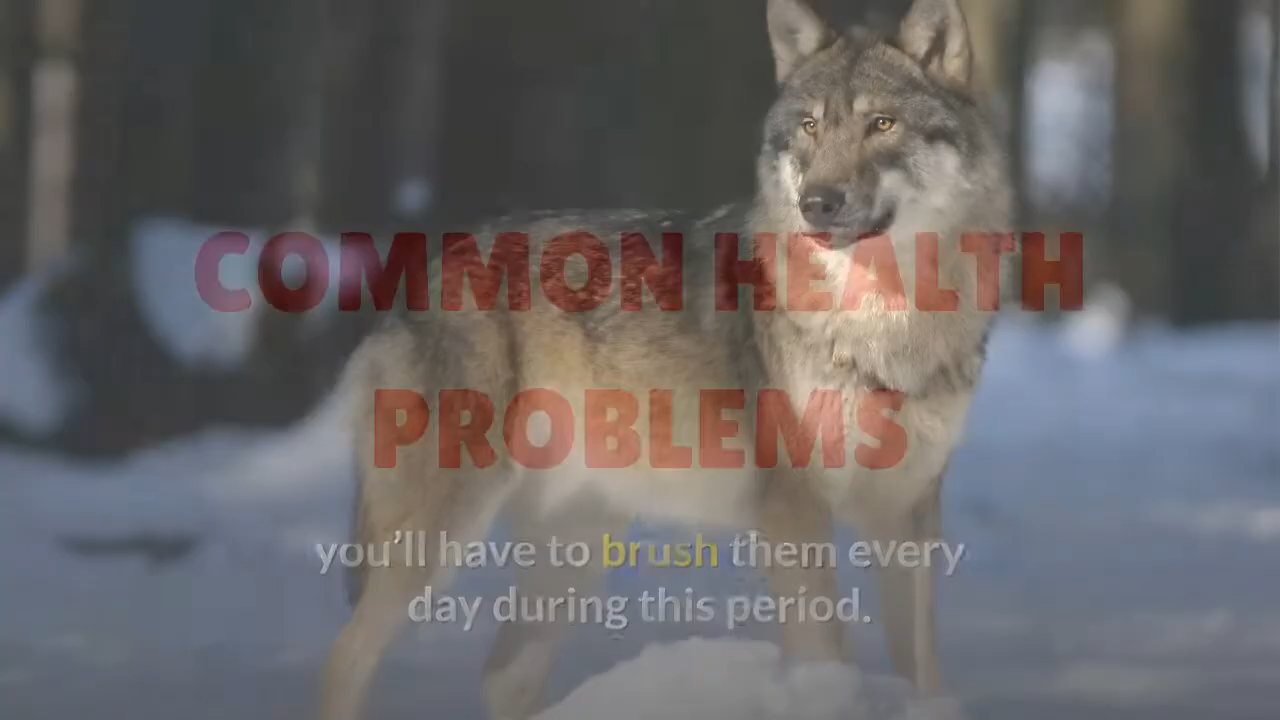 COMMON HEALTH
PROBLEMS
you'll have to brush them every
day during this period.